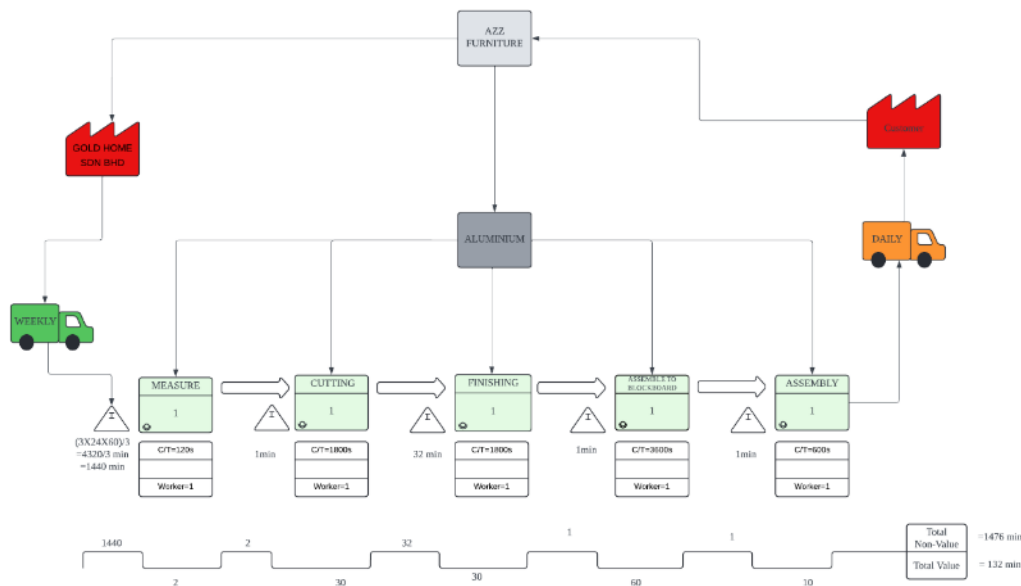 AZZ
FURNITURE
GOLD HOME
SDN BHD
Customer
ALUMINIUM
DAILY
WEEKLY
MEASURE
CUTTING
FINISHING
ASSEMBLE TO
BLOCKBOARD
ASSEMBLY
1
1
1
1
1
I
I
I
I
I
(3X24X60)/3
=4320/3 min
=1440 min
1min
32 min
1min
1min
C/T=120s
C/T=1800s
C/T=1800s
C/T=3600s
C/T=600s
Worker=1
Worker=1
Worker=1
Worker=1
Worker=1
1440
2
32
1
1
2
30
30
60
10
Total
Non-Value
=1476 min
Total Value
= 132 min